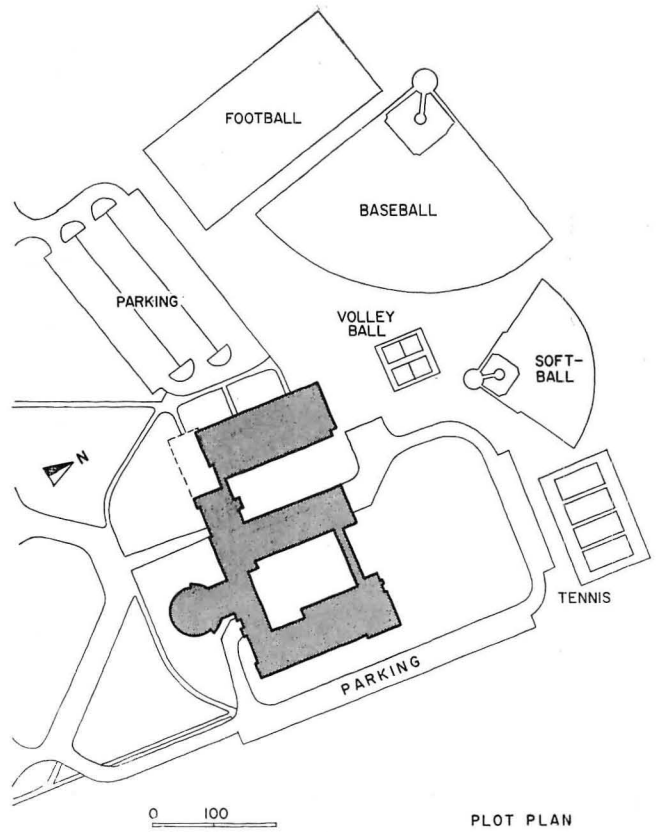 FOOTBALL
BASEBALL
PARKING
VOLLEY
BALL
SOFT-
BALL
N
TENNIS
PARKING
0 100
PLOT PLAN